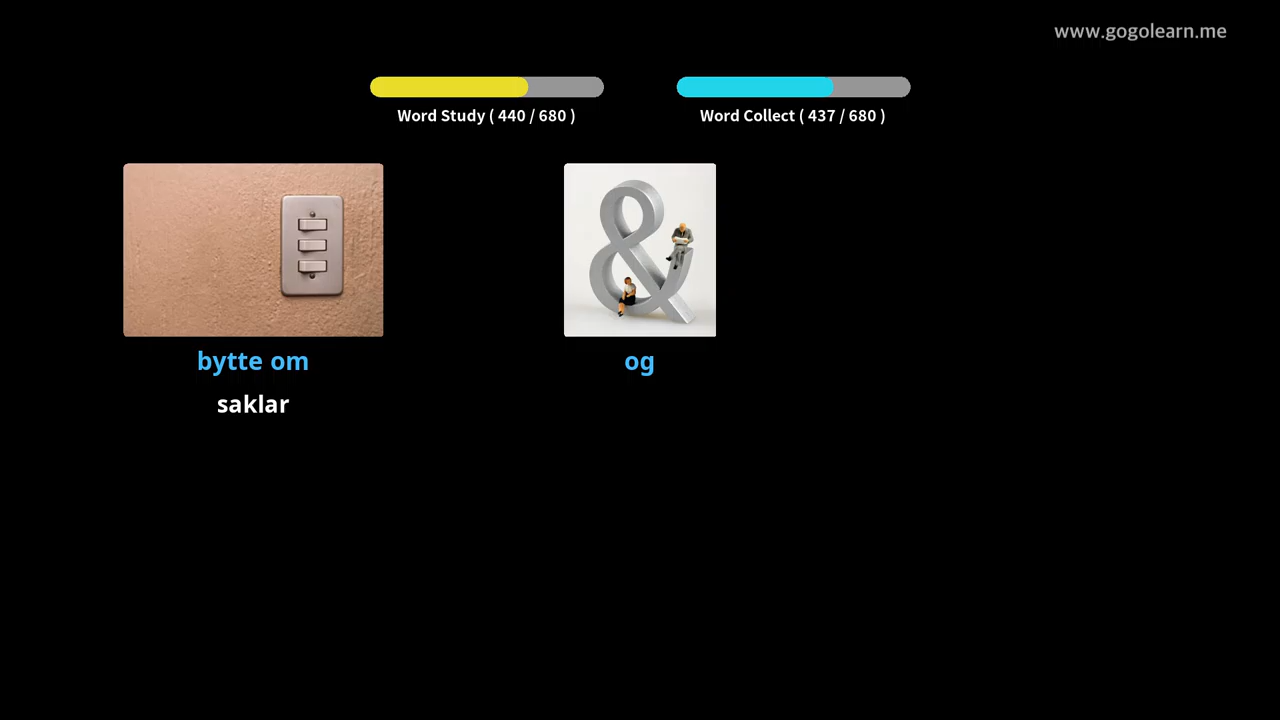 www.gogolearn.me
Word Study ( 440 / 680 )
Word Collect ( 437 / 680 )
&
bytte om
og
saklar